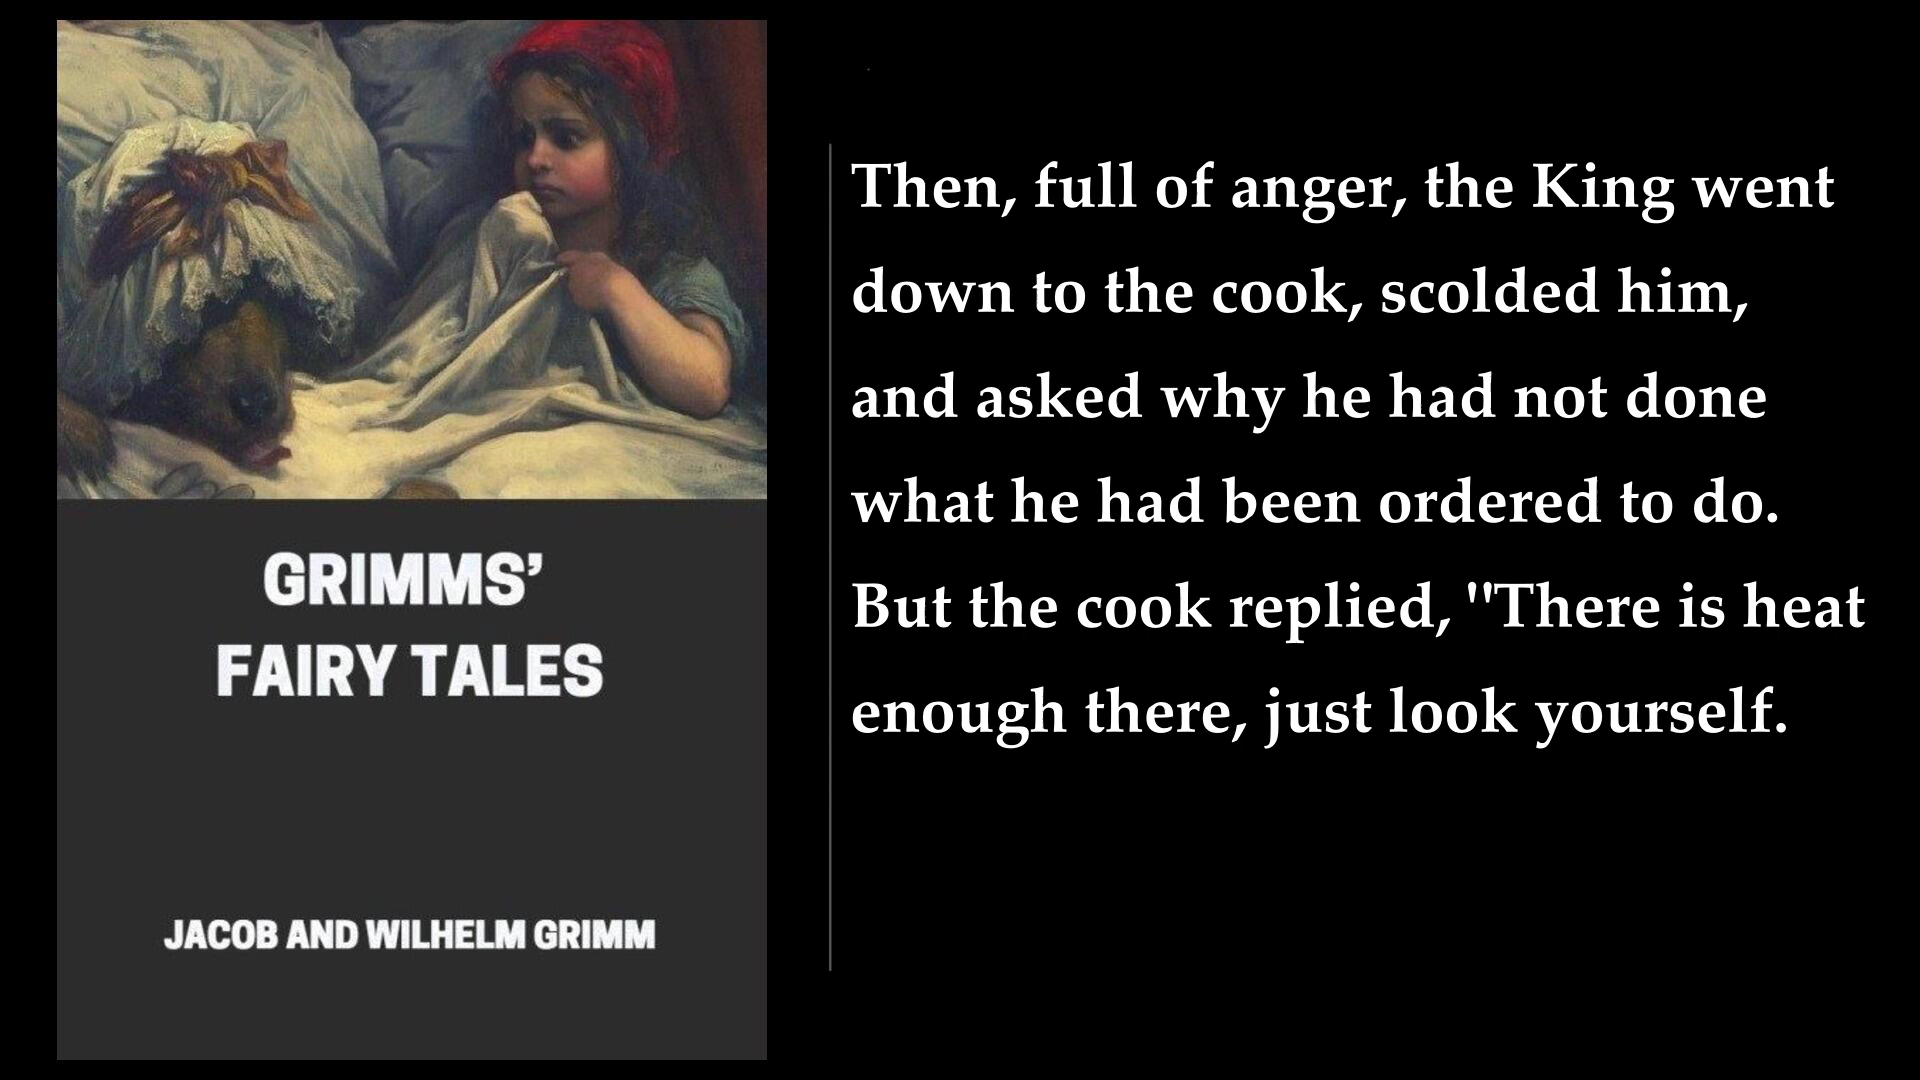 GRIMMS’
FAIRY TALES
JACOB AND WILHELM GRIMM
Then, full of anger, the King went
down to the cook, scolded him,
and asked why he had not done
what he had been ordered to do.
But the cook replied, "There is heat
enough there, just look yourself.